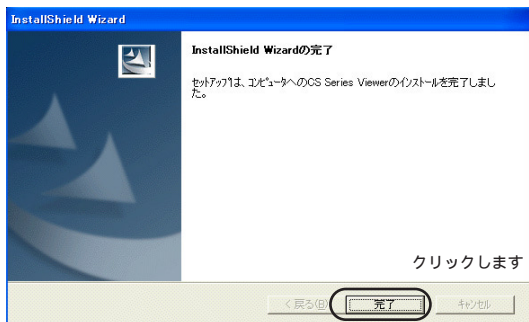 InstallShield Wizard
InstallShield Wizardの完了
セットアップは、コンピュータへのCS Series Viewerのインストールを完了しまし
た。
クリックします
< 戻る(B)
完了
キャンセル